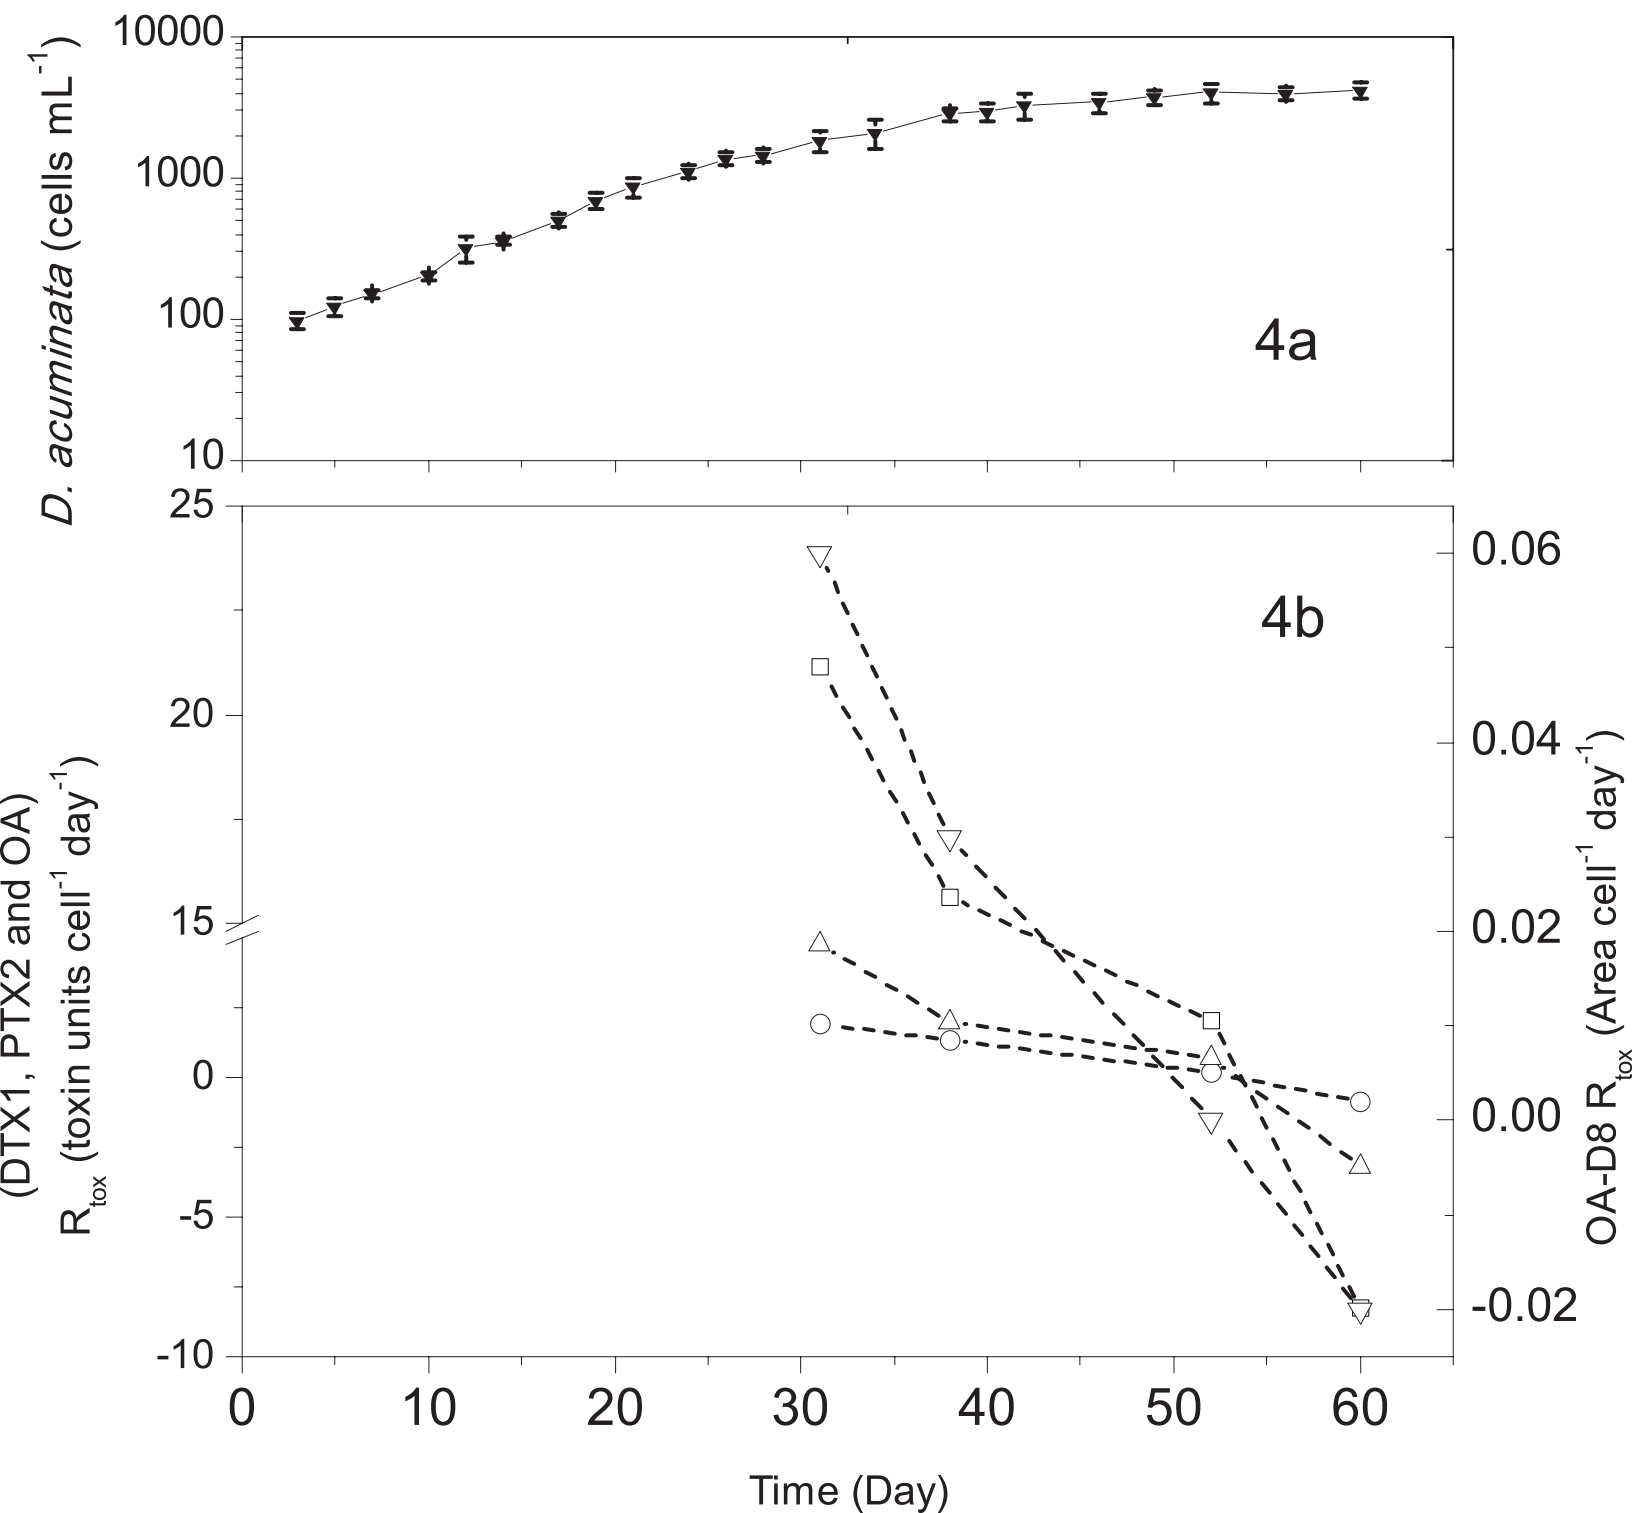 10000
1000
100
10
D. acuminata (cells mL-1)
4a
25
20
15
0
-5
-10
(DTX1, PTX2 and OA)
Rtox (toxin units cell-1 day-1)
4b
0.06
0.04
0.02
0.00
-0.02
OA-D8 Rtox (Area cell-1 day-1)
0 10 20 30 40 50 60
Time (Day)